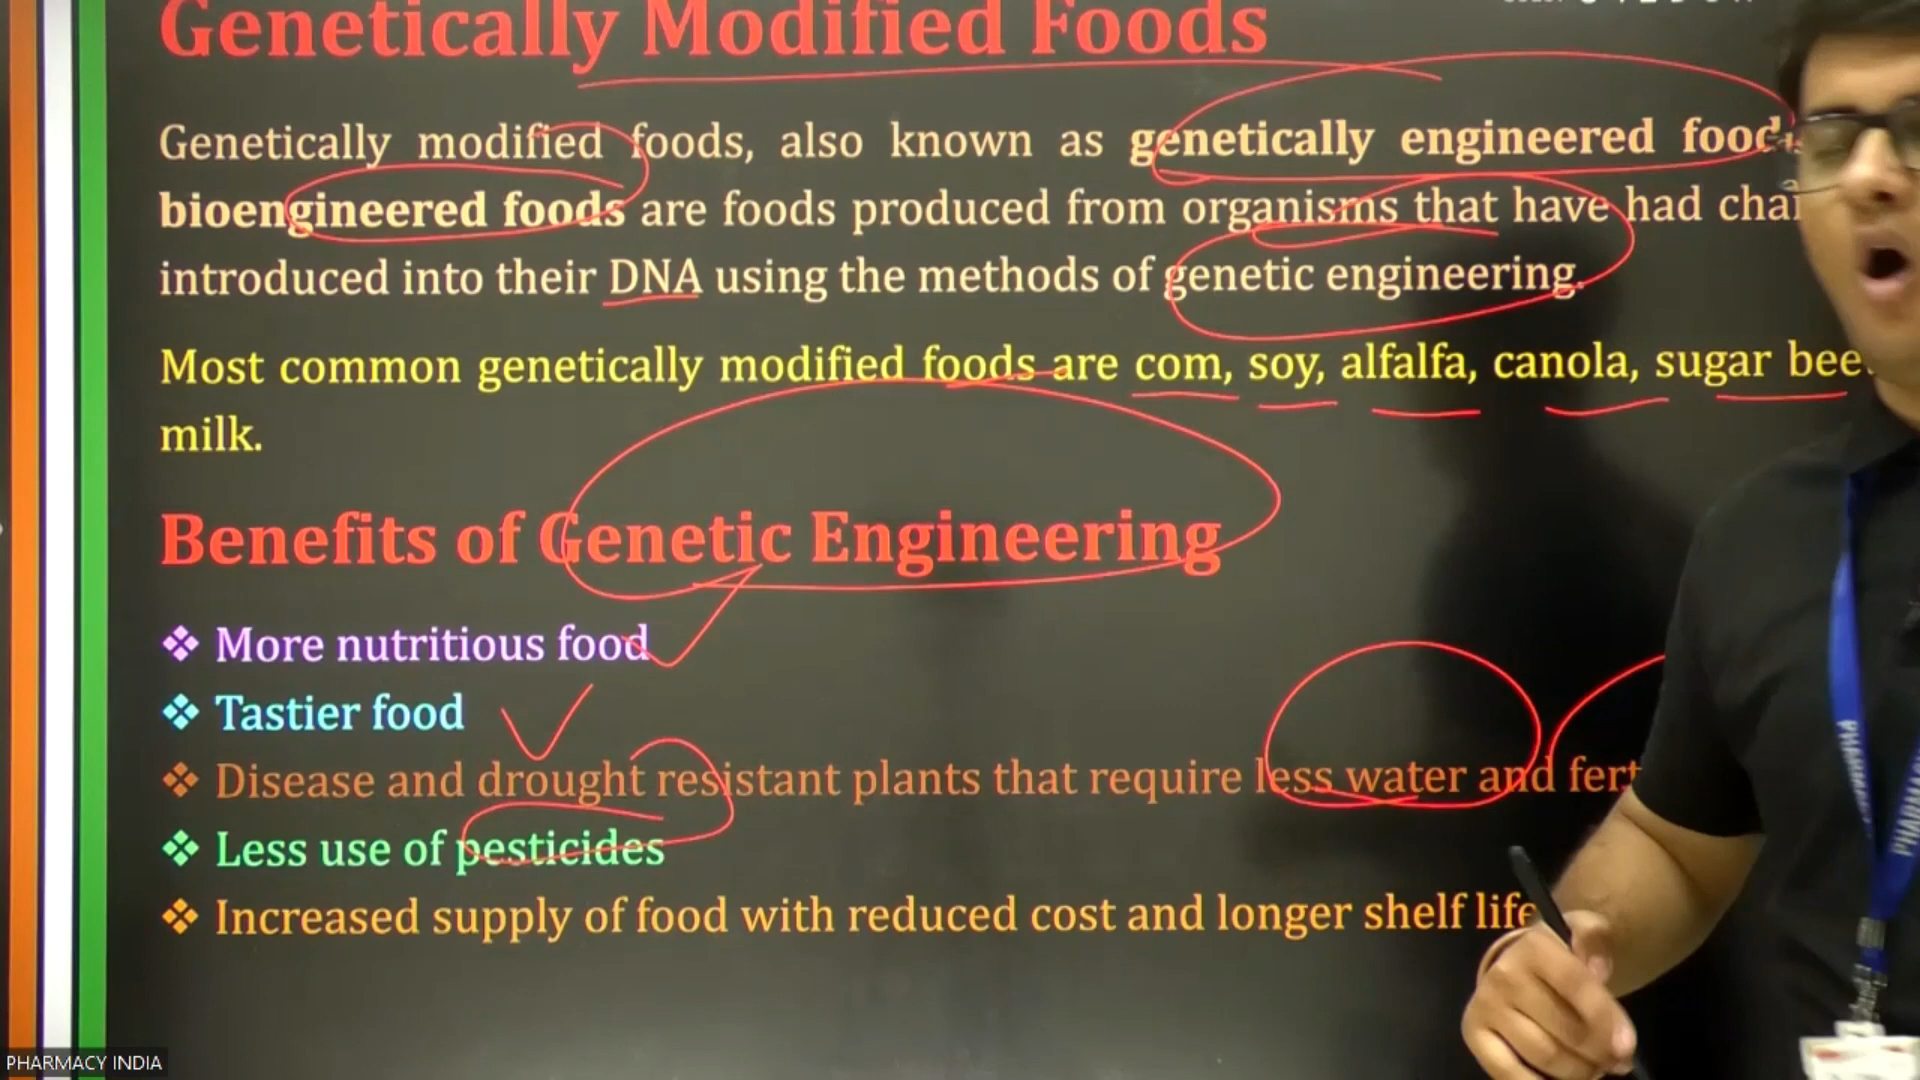 Genetically Modified Foods
Genetically modified foods, also known as genetically engineered
bioengineered foods are foods produced from organisms that have had
introduced into their DNA using the methods of genetic engineering.
Most common genetically modified foods are com, soy, alfalfa, canola, sugar
milk.
Benefits of Genetic Engineering
❖ More nutritious food
❖ Tastier food
❖ Disease and drought resistant plants that require less water and
❖ Less use of pesticides
❖ Increased supply of food with reduced cost and longer shelf life
PHARMACY INDIA